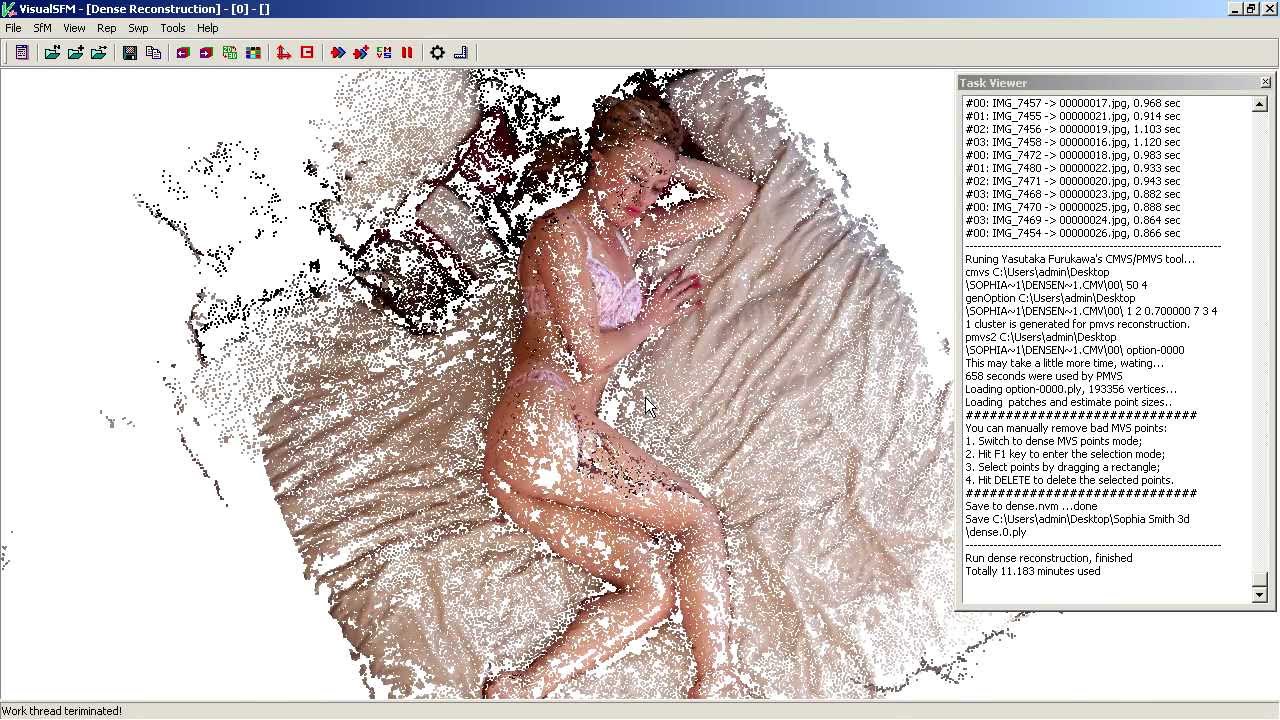 VisualSFM - [Dense Reconstruction] - [0] - []
File SfM View Rep Swp Tools Help
Task Viewer
#00: IMG_7457 -> 00000017.jpg, 0.968 sec
#01: IMG_7455 -> 00000021.jpg, 0.914 sec
#02: IMG_7456 -> 00000019.jpg, 1.103 sec
#03: IMG_7458 -> 00000016.jpg, 1.120 sec
#00: IMG_7472 -> 00000018.jpg, 0.983 sec
#01: IMG_7480 -> 00000022.jpg, 0.933 sec
#02: IMG_7471 -> 00000020.jpg, 0.943 sec
#03: IMG_7468 -> 00000023.jpg, 0.882 sec
#01: IMG_7470 -> 00000025.jpg, 0.888 sec
#03: IMG_7469 -> 00000024.jpg, 0.864 sec
#00: IMG_7454 -> 00000026.jpg, 0.866 sec
----------------------------------------------------------------
Runing Yasutaka Furukawa's CMVS/PMVS tool...
cmvs C:\Users\admin\Desktop
\SOPHIA~1\DENSEN~1.CMV\00\ 50 4
genOption C:\Users\admin\Desktop
\SOPHIA~1\DENSEN~1.CMV\00\ 1 2 0.700000 7 3 4
1 cluster is generated for pmvs reconstruction.
pmvs2 C:\Users\admin\Desktop
\SOPHIA~1\DENSEN~1.CMV\00\ option-0000
This may take a little more time, wating...
658 seconds were used by PMVS
Loading option-0000.ply, 193356 vertices...
Loading patches and estimate point sizes..
############################
You can manually remove bad MVS points:
1. Switch to dense MVS points mode;
2. Hit F1 key to enter the selection mode;
3. Select points by dragging a rectangle;
4. Hit DELETE to delete the selected points.
############################
Save to dense.nvm ...done
Save C:\Users\admin\Desktop\Sophia Smith 3d
\dense.0.ply
----------------------------------------------------------------
Run dense reconstruction, finished
Totally 11.183 minutes used
Work thread teriminated!